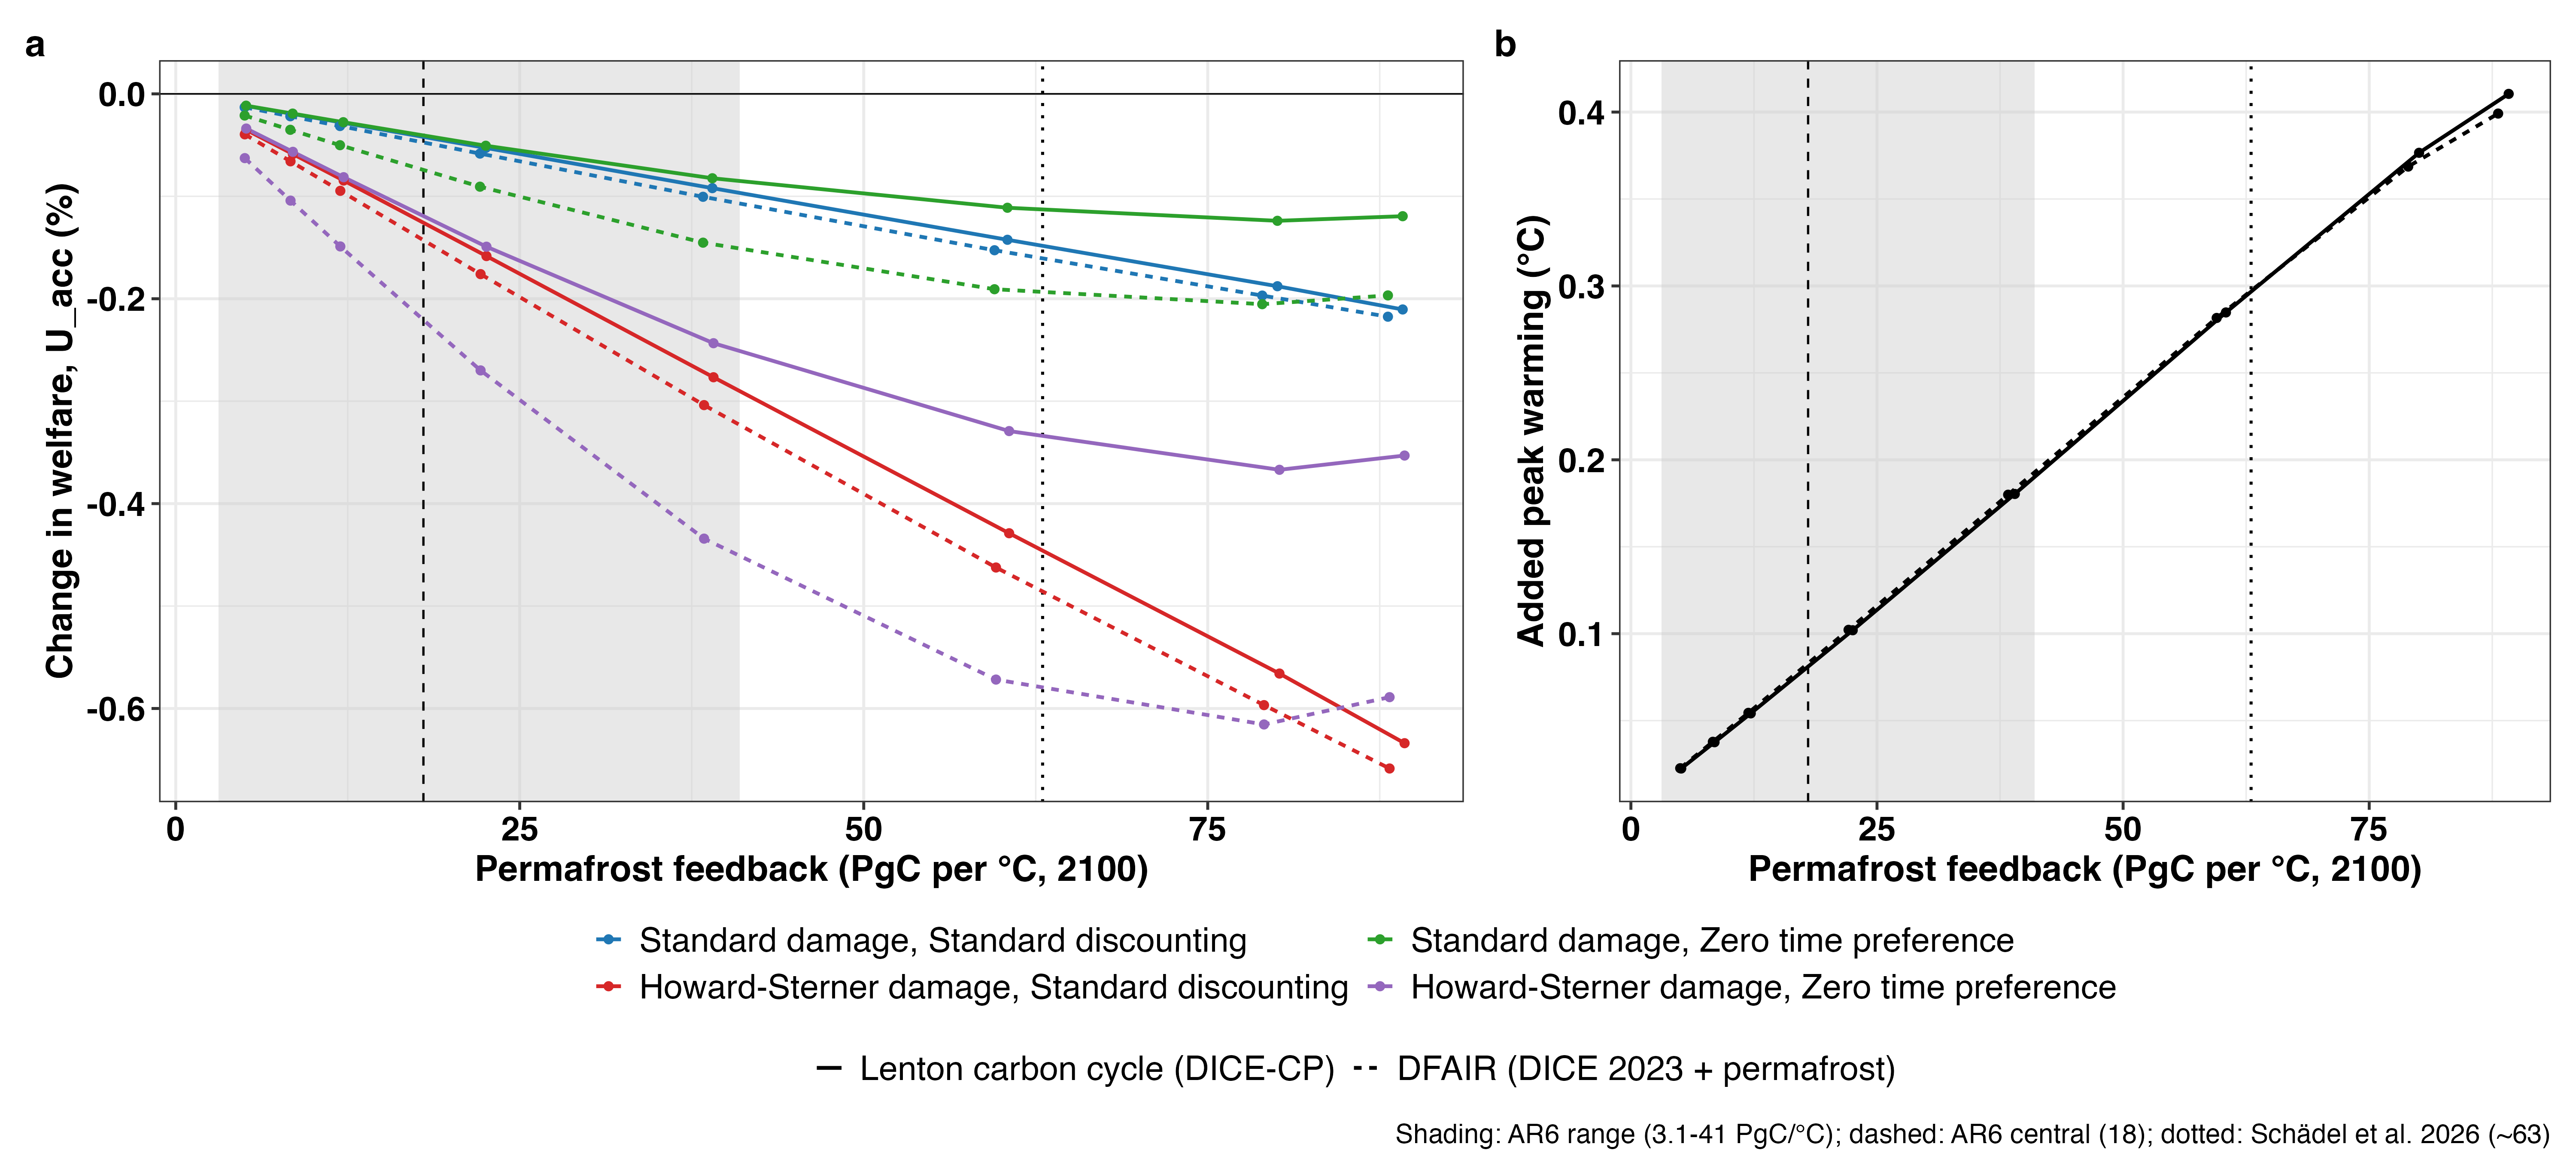 a
Change in welfare, U_acc (%)
0.0
-0.2
-0.4
-0.6
0
25
50
75
Permafrost feedback (PgC per °C, 2100)
b
Added peak warming (°C)
0.4
0.3
0.2
0.1
0
25
50
75
Permafrost feedback (PgC per °C, 2100)
Standard damage, Standard discounting
Standard damage, Zero time preference
Howard-Sterner damage, Standard discounting
Howard-Sterner damage, Zero time preference
Lenton carbon cycle (DICE-CP)
DFAIR (DICE 2023 + permafrost)
Shading: AR6 range (3.1-41 PgC/°C); dashed: AR6 central (18); dotted: Schädel et al. 2026 (~63)